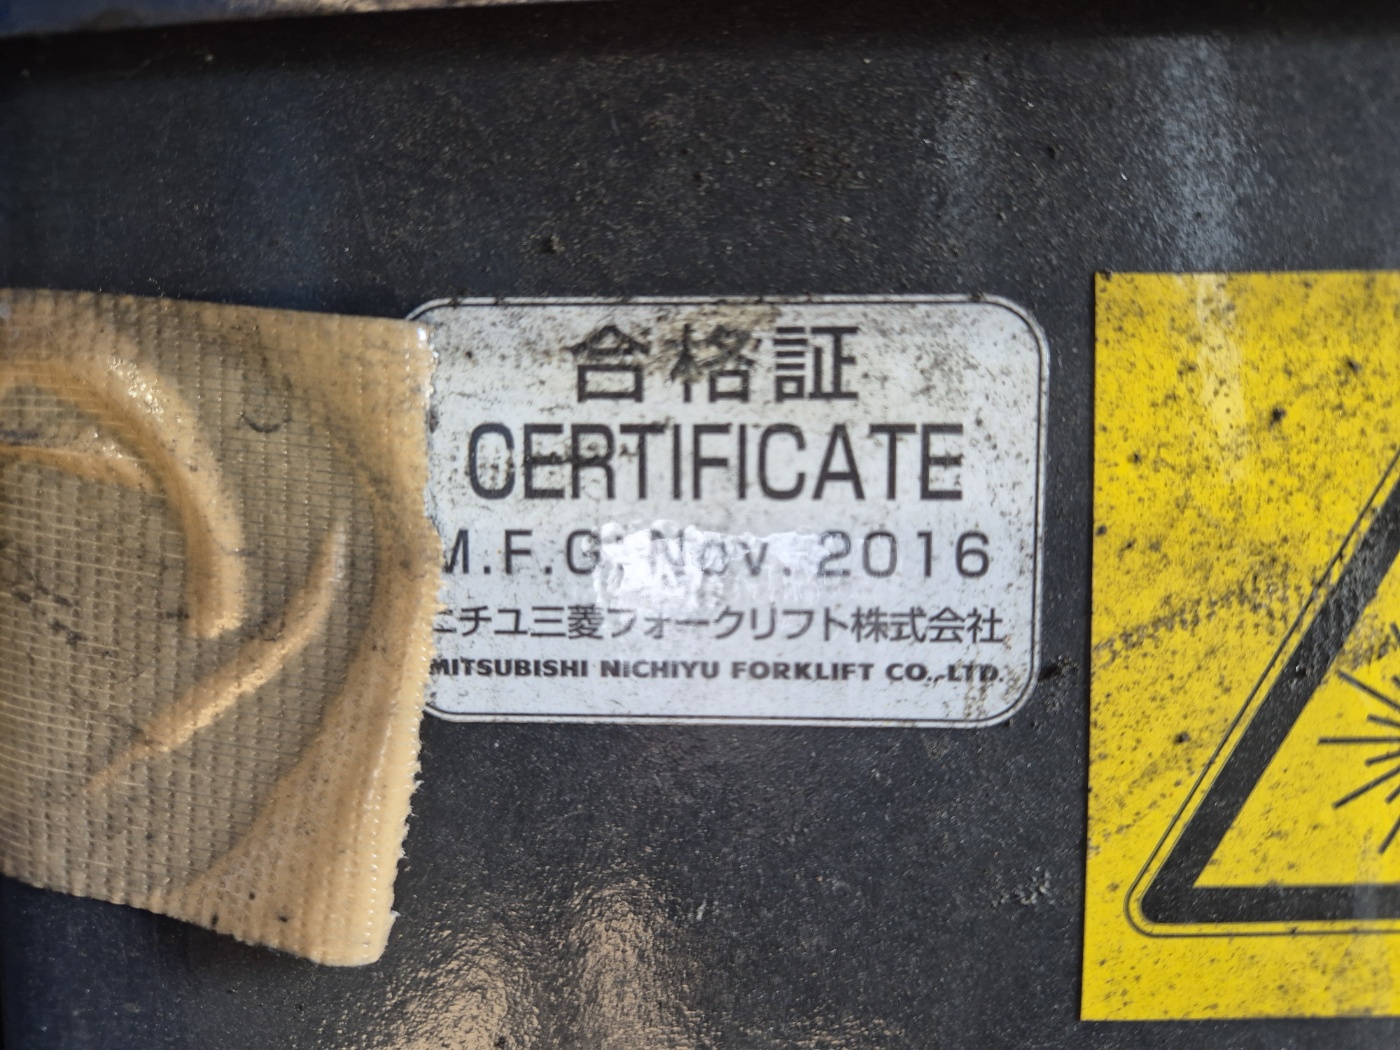 合格証
CERTIFICATE
M.F.G. Nov. 2016
ニチユ三菱フォークリフト株式会社
MITSUBISHI NICHIYU FORKLIFT CO.,LTD.